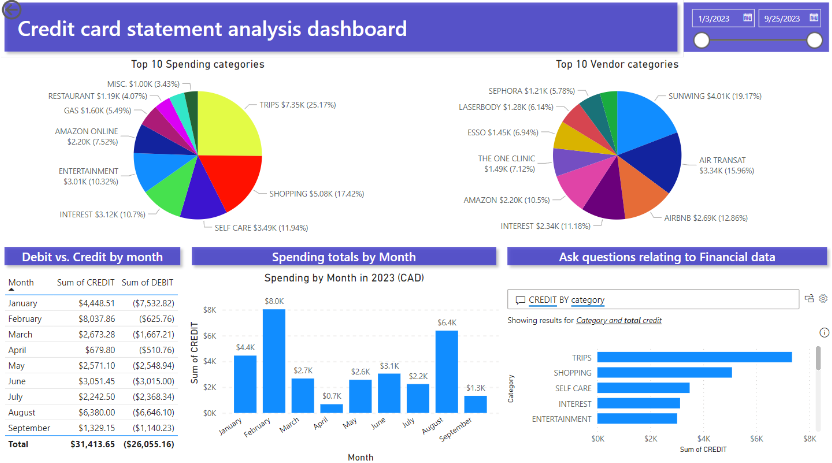 Credit card statement analysis dashboard
1/3/2023
9/25/2023
Top 10 Spending categories
MISC. $1.00K (3.43%)
RESTAURANT $1.19K (4.07%)
GAS $1.60K (5.49%)
AMAZON ONLINE
$2.20K (7.52%)
ENTERTAINMENT
$3.01K (10.32%)
INTEREST $3.12K (10.7%)
TRIPS $7.35K (25.17%)
SHOPPING $5.08K (17.42%)
SELF CARE $3.49K (11.94%)
Top 10 Vendor categories
SEPHORA $1.21K (5.78%)
LASERBODY $1.28K (6.14%)
ESSO $1.45K (6.94%)
THE ONE CLINIC
$1.49K (7.12%)
AMAZON $2.20K (10.5%)
INTEREST $2.34K (11.18%)
SUNWING $4.01K (19.17%)
AIR TRANSAT
$3.34K (15.96%)
AIRBNB $2.69K (12.86%)
Debit vs. Credit by month
Month Sum of CREDIT Sum of DEBIT
January $4,448.51 ($7,532.82)
February $8,037.86 ($625.76)
March $2,673.28 ($1,667.21)
April $679.80 ($510.76)
May $2,571.10 ($2,548.94)
June $3,051.45 ($3,015.00)
July $2,242.50 ($2,368.34)
August $6,380.00 ($6,646.10)
September $1,329.15 ($1,140.23)
Total $31,413.65 ($26,055.16)
Spending totals by Month
Spending by Month in 2023 (CAD)
Sum of CREDIT
$8K
$6K
$4K
$2K
$0K
$4.4K
$8.0K
$2.7K
$0.7K
$2.6K
$3.1K
$2.2K
$6.4K
$1.3K
January
February
March
April
May
June
July
August
September
Month
Ask questions relating to Financial data
CREDIT BY category
Showing results for Category and total credit
Category
TRIPS
SHOPPING
SELF CARE
INTEREST
ENTERTAINMENT
$0K $2K $4K $6K $8K
Sum of CREDIT